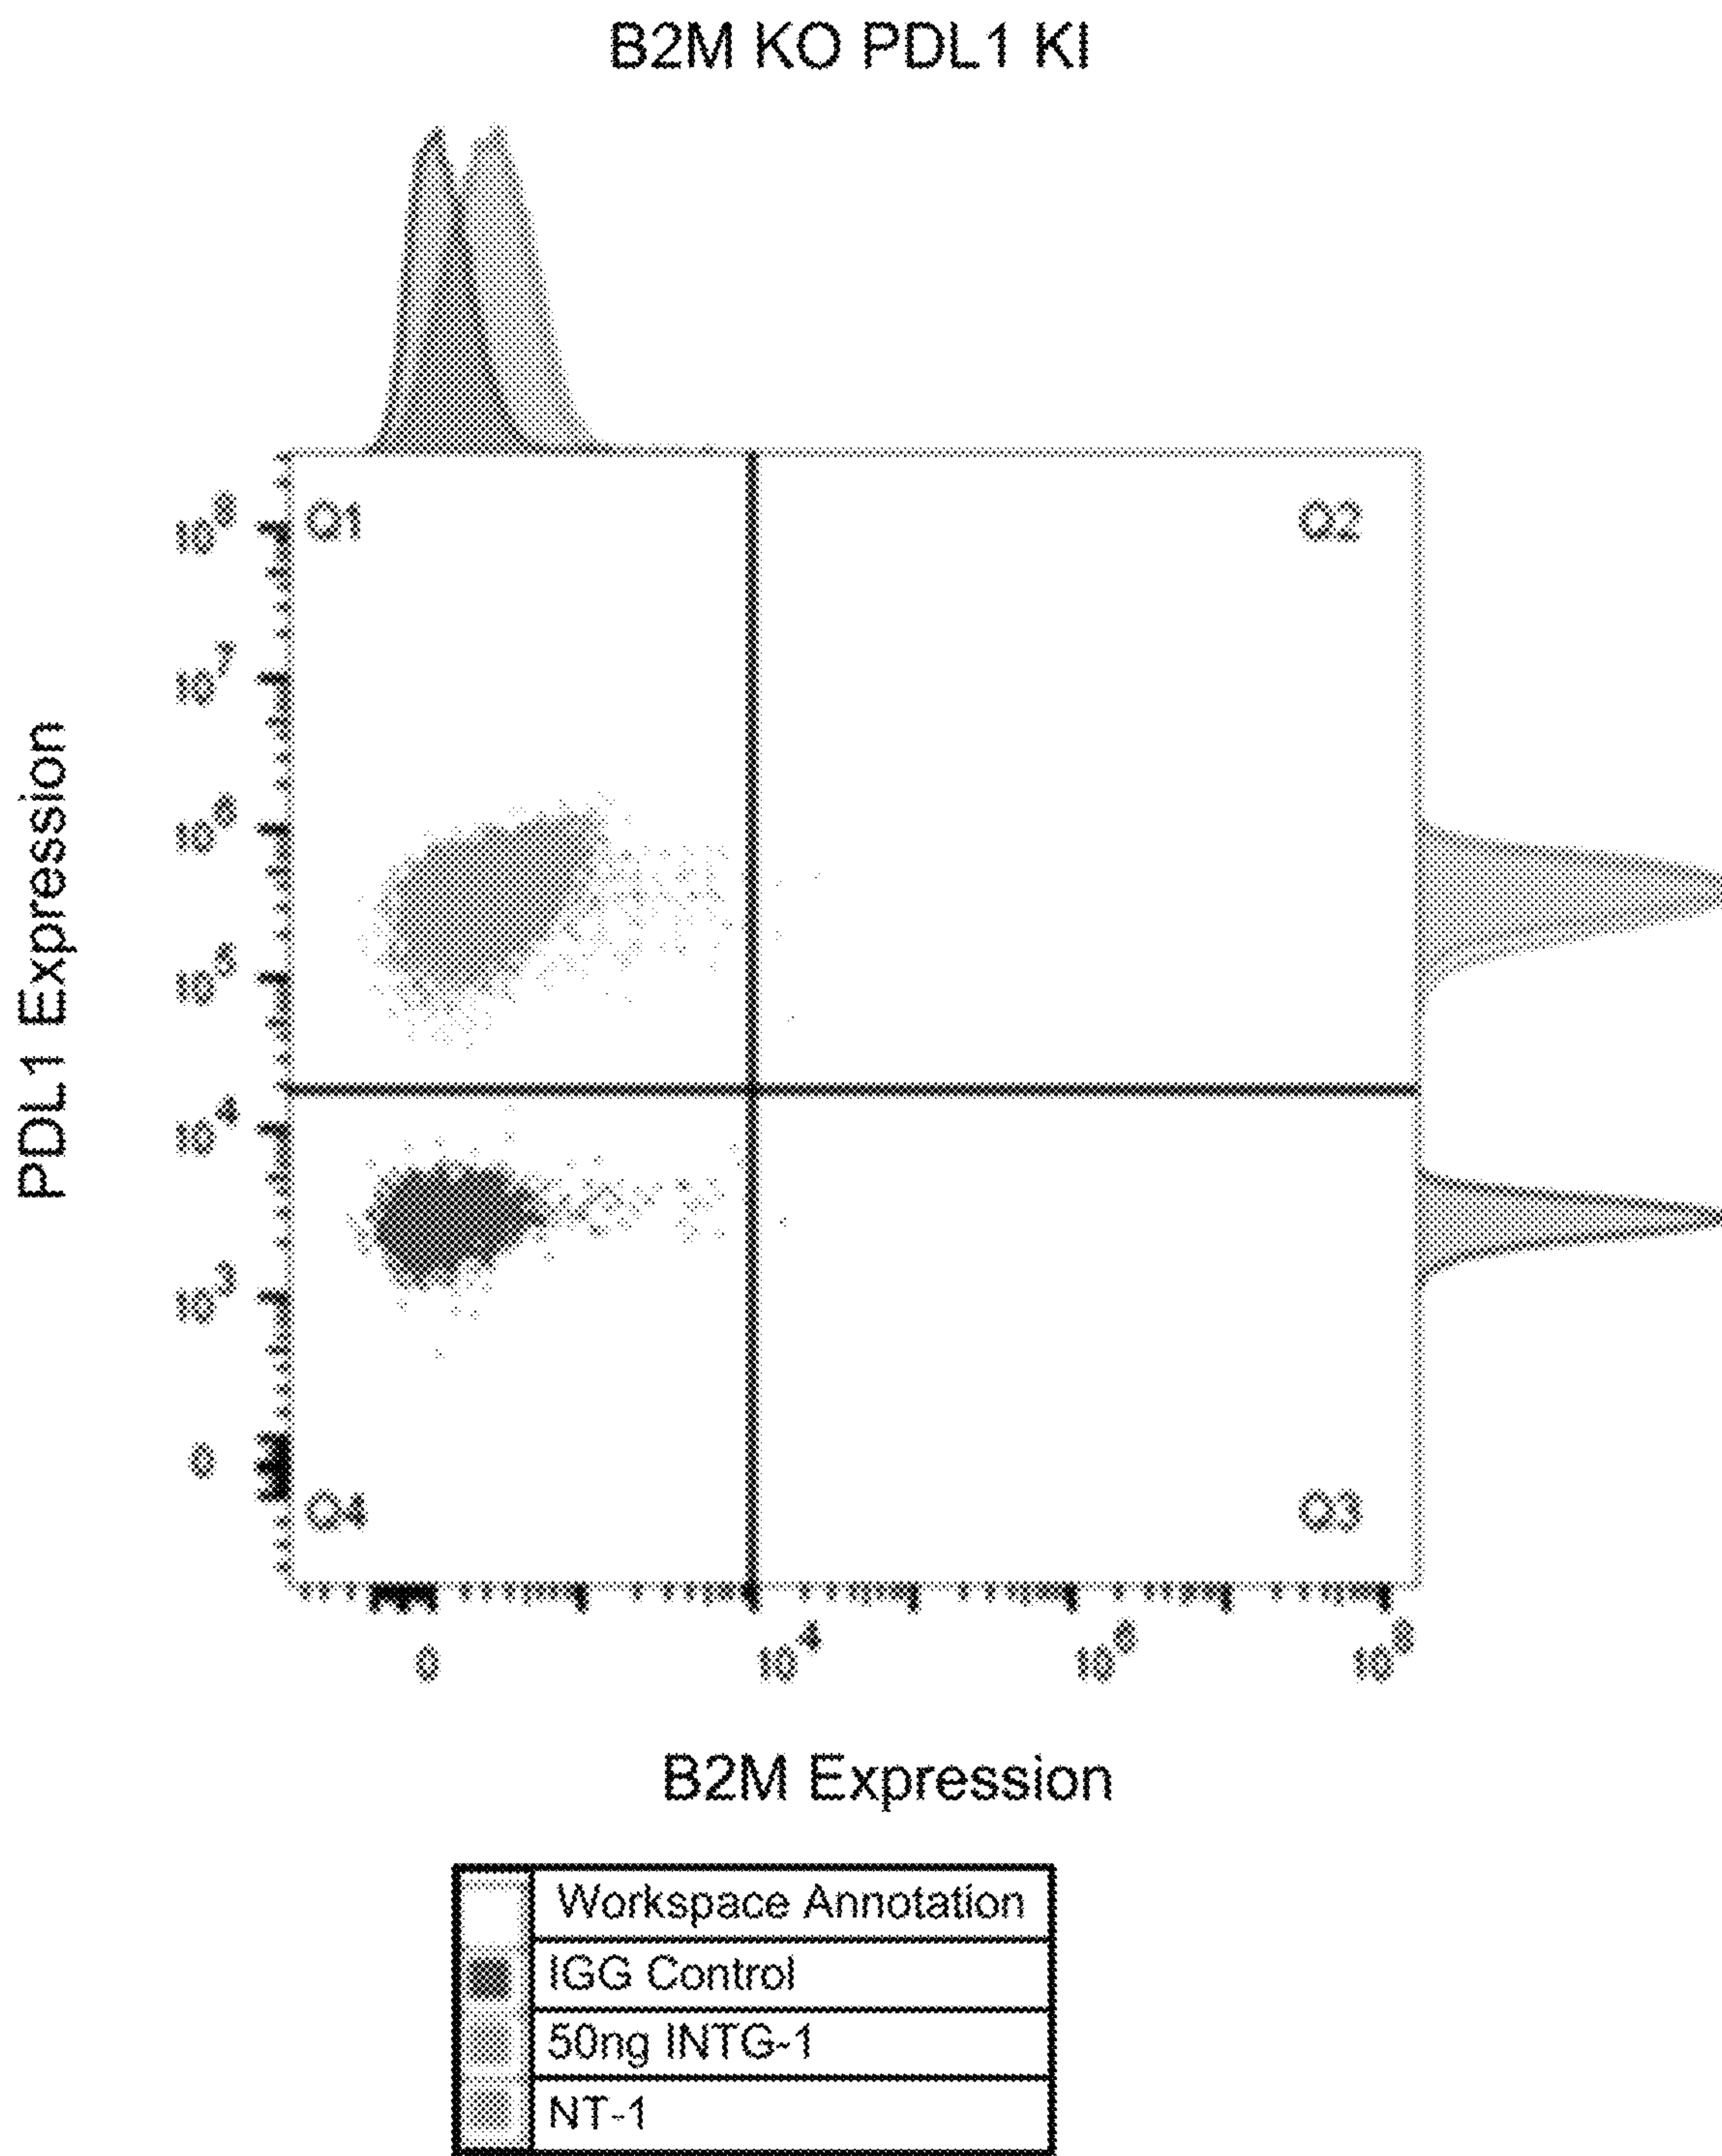 B2M KO PDL1 KI
Q1
Q2
10^8
10^7
10^6
10^5
10^4
10^3
0
PDL1 Expression
Q4
Q3
0
10^4
10^6
10^8
B2M Expression
Workspace Annotation
IGG Control
50ng INTG-1
NT-1